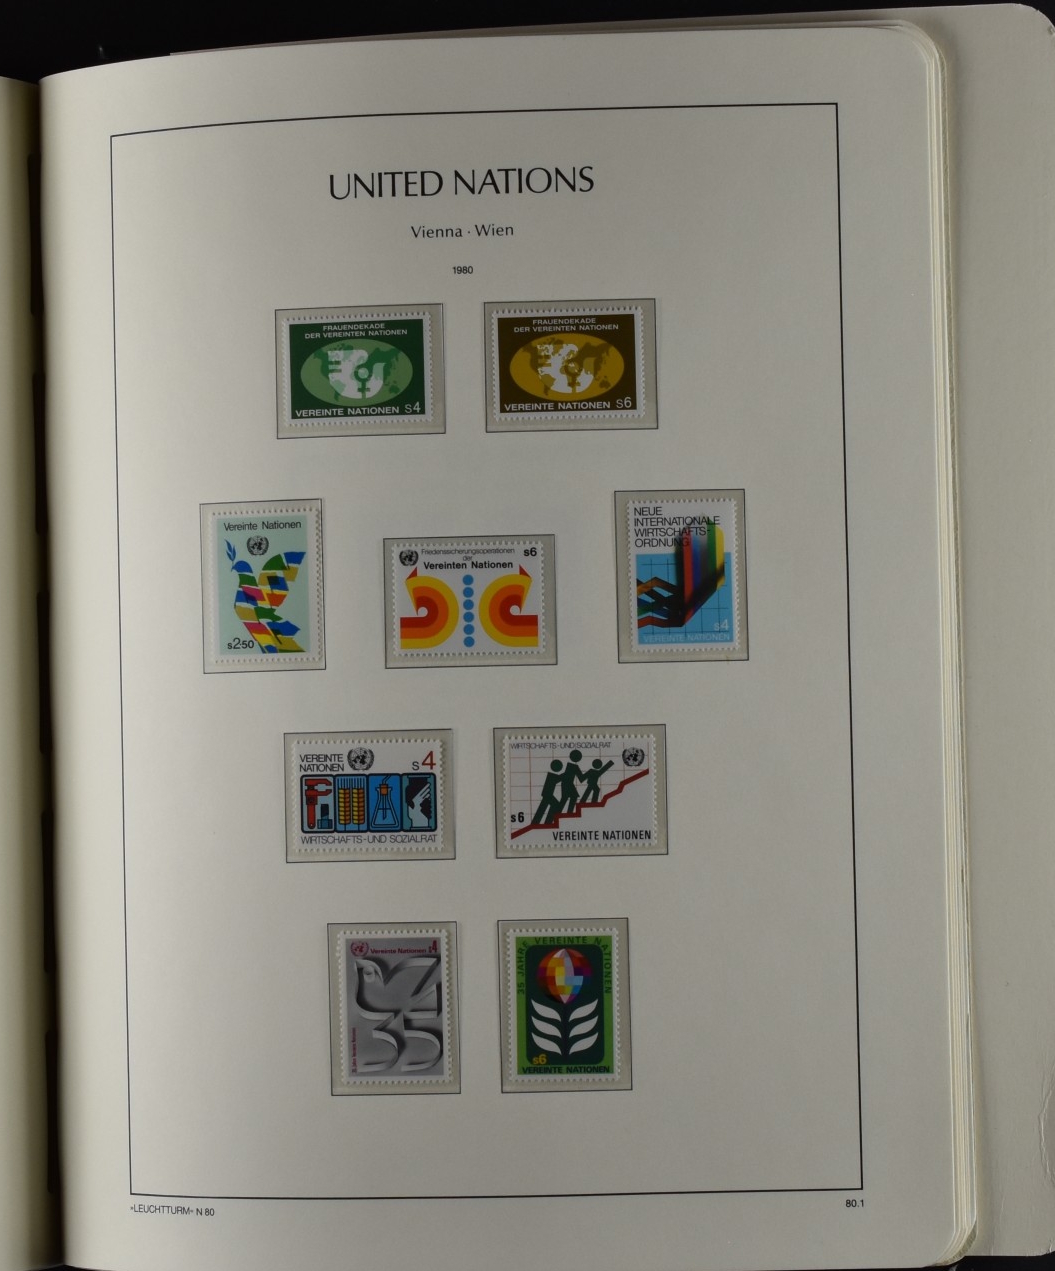 UNITED NATIONS
Vienna · Wien
1980
FRAUENDEKADE
DER VEREINTEN NATIONEN
VEREINTE NATIONEN S4
FRAUENDEKADE
DER VEREINTEN NATIONEN
VEREINTE NATIONEN S6
Vereinte Nationen
s2·50
Friedenssicherungsoperationen
der
Vereinten Nationen
s6
NEUE
INTERNATIONALE
WIRTSCHAFTS-
ORDNUNG
s4
VEREINTE NATIONEN
VEREINTE
NATIONEN
s4
WIRTSCHAFTS-UND SOZIALRAT
WIRTSCHAFTS-UND SOZIALRAT
s6
VEREINTE NATIONEN
Vereinte Nationen s4
35
35 JAHRE VEREINTE NATIONEN
s6
VEREINTE NATIONEN
»LEUCHTTURM« N 80
80.1